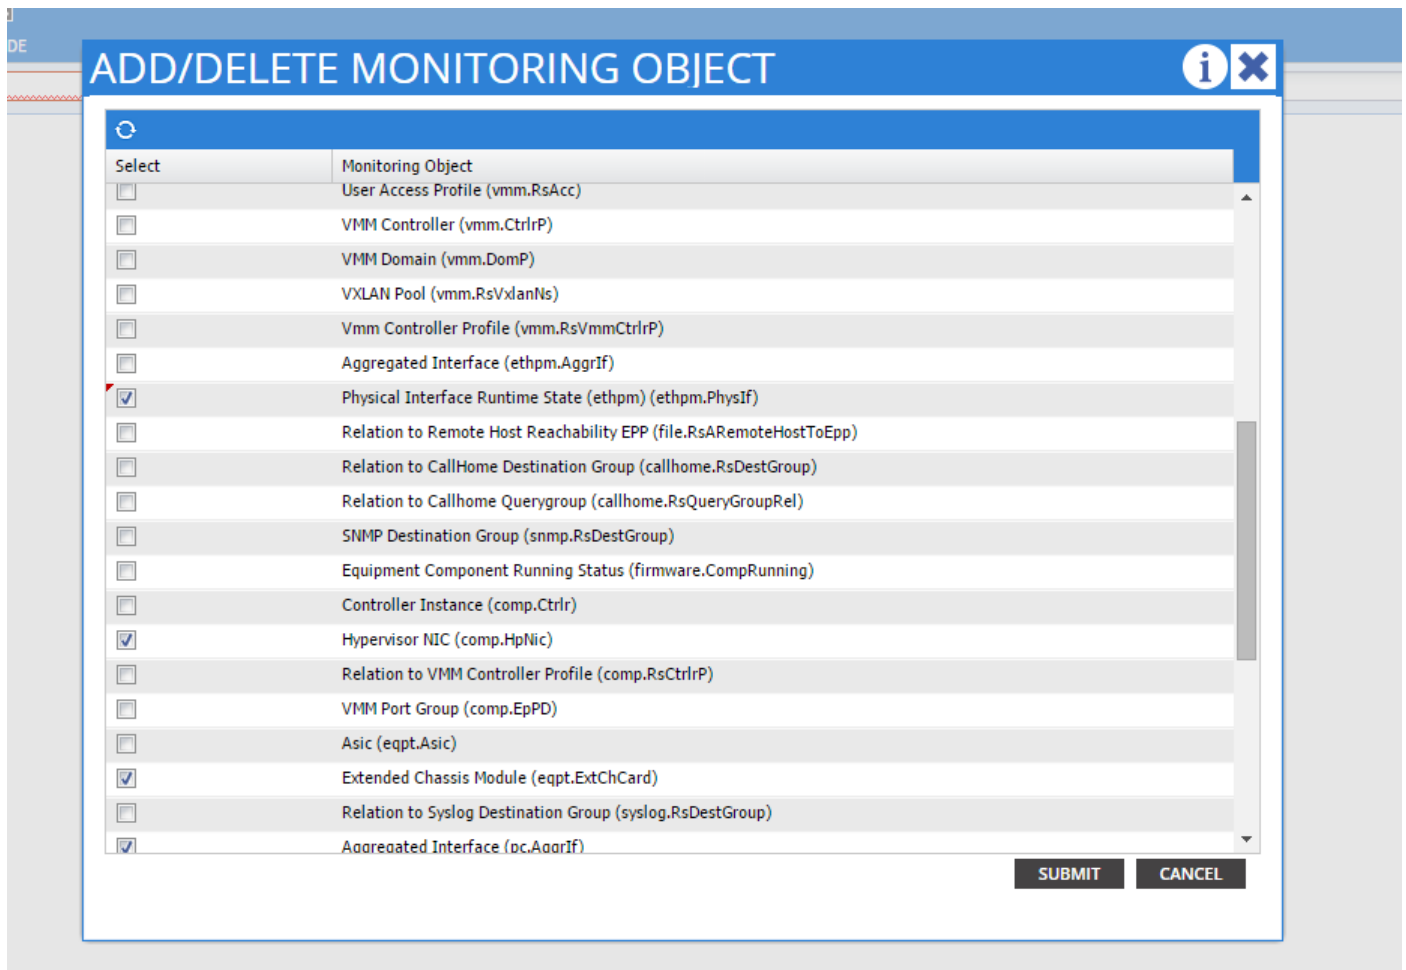 DE
ADD/DELETE MONITORING OBJECT
Select Monitoring Object
User Access Profile (vmm.RsAcc)
VMM Controller (vmm.CtrlrP)
VMM Domain (vmm.DomP)
VXLAN Pool (vmm.RsVxlanNs)
Vmm Controller Profile (vmm.RsVmmCtrlrP)
Aggregated Interface (ethpm.AggrIf)
Physical Interface Runtime State (ethpm) (ethpm.PhysIf)
Relation to Remote Host Reachability EPP (file.RsARemoteHostToEpp)
Relation to CallHome Destination Group (callhome.RsDestGroup)
Relation to Callhome Querygroup (callhome.RsQueryGroupRel)
SNMP Destination Group (snmp.RsDestGroup)
Equipment Component Running Status (firmware.CompRunning)
Controller Instance (comp.Ctrlr)
Hypervisor NIC (comp.HpNic)
Relation to VMM Controller Profile (comp.RsCtrlrP)
VMM Port Group (comp.EpPD)
Asic (eqpt.Asic)
Extended Chassis Module (eqpt.ExtChCard)
Relation to Syslog Destination Group (syslog.RsDestGroup)
Aggregated Interface (pc.AggrIf)
SUBMIT CANCEL